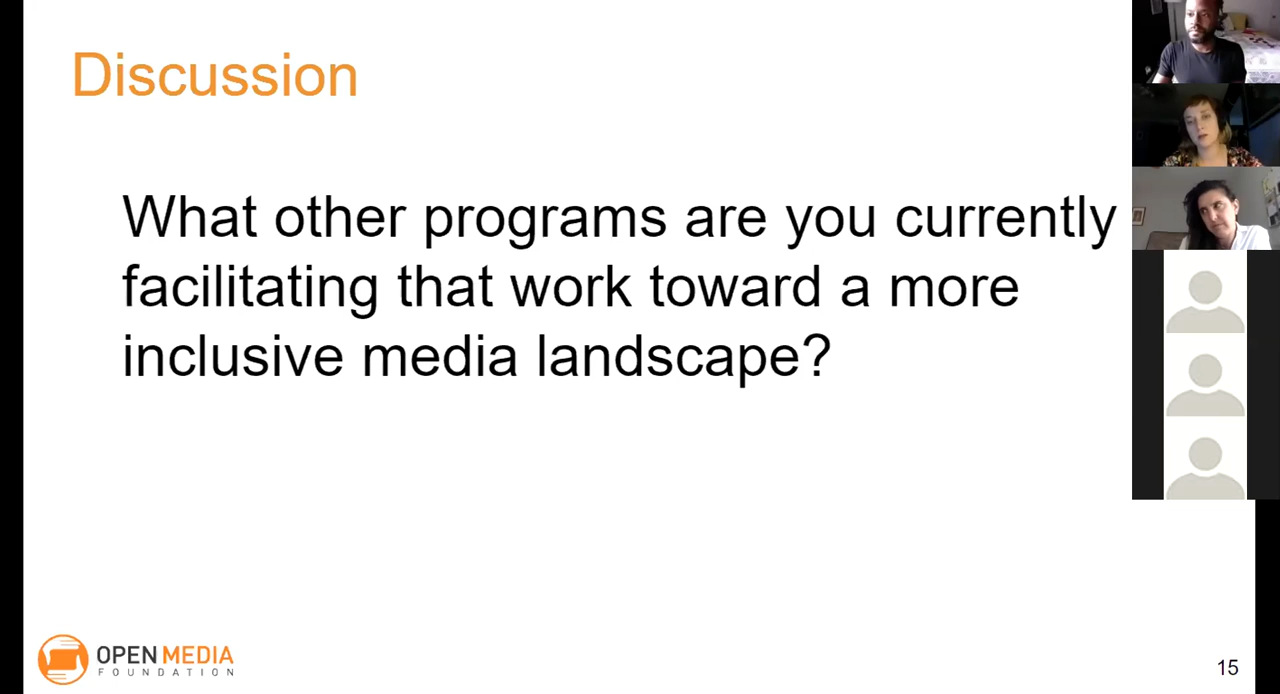 Discussion
What other programs are you currently
facilitating that work toward a more
inclusive media landscape?
OPEN MEDIA
FOUNDATION
15